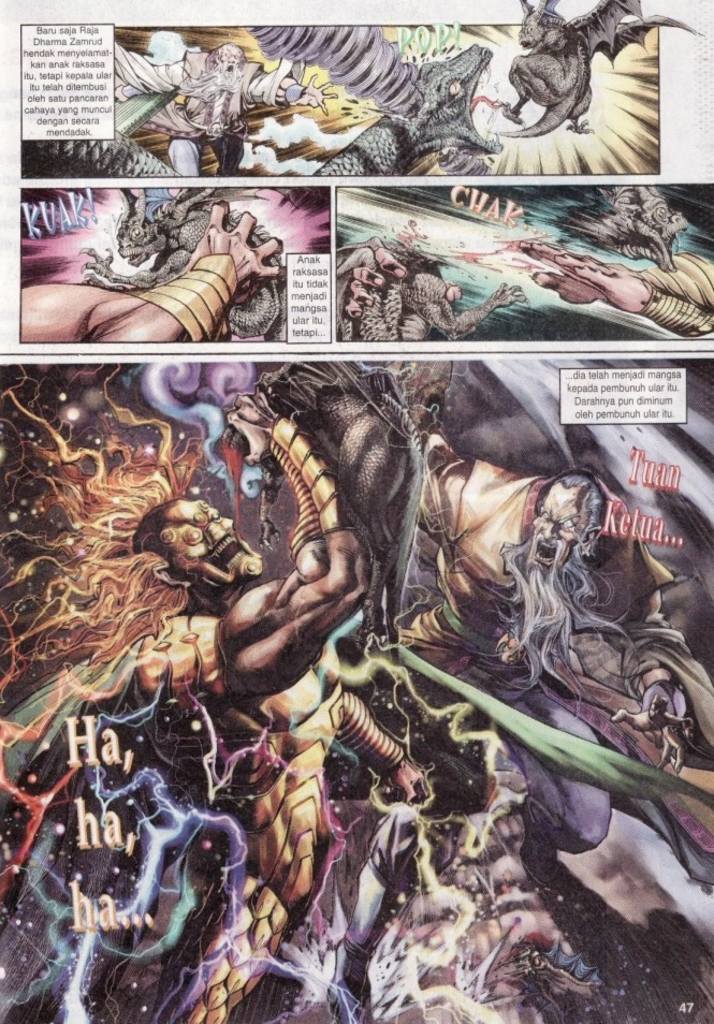 Baru saja Raja
Dharma Zamrud
hendak menyelamat-
kan anak raksasa
itu, tetapi kepala ular
itu telah ditembusi
oleh satu pancaran
cahaya yang muncul
dengan secara
mendadak.
POP!
KUAK!
Anak
raksasa
itu tidak
menjadi
mangsa
ular itu,
tetapi...
CHAK...
...dia telah menjadi mangsa
kepada pembunuh ular itu.
Darahnya pun diminum
oleh pembunuh ular itu.
Tuan
Ketua...
Ha,
ha,
ha...
47